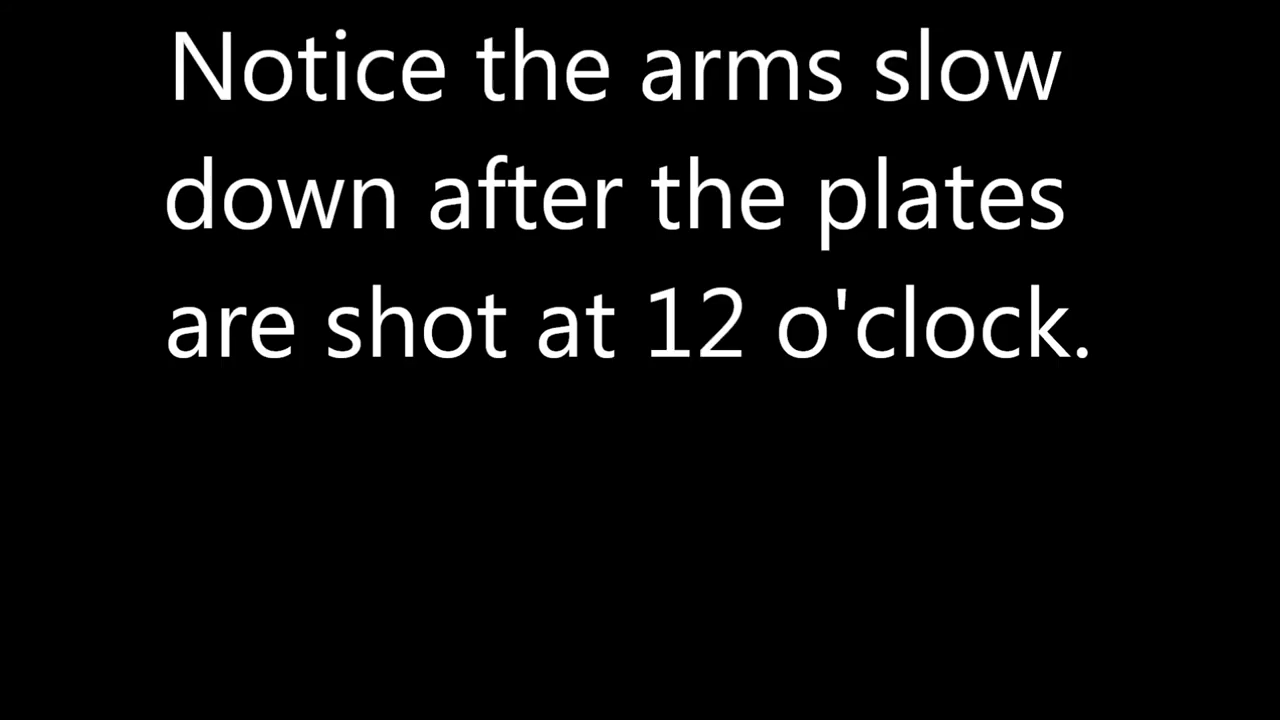 Notice the arms slow
down after the plates
are shot at 12 o'clock.